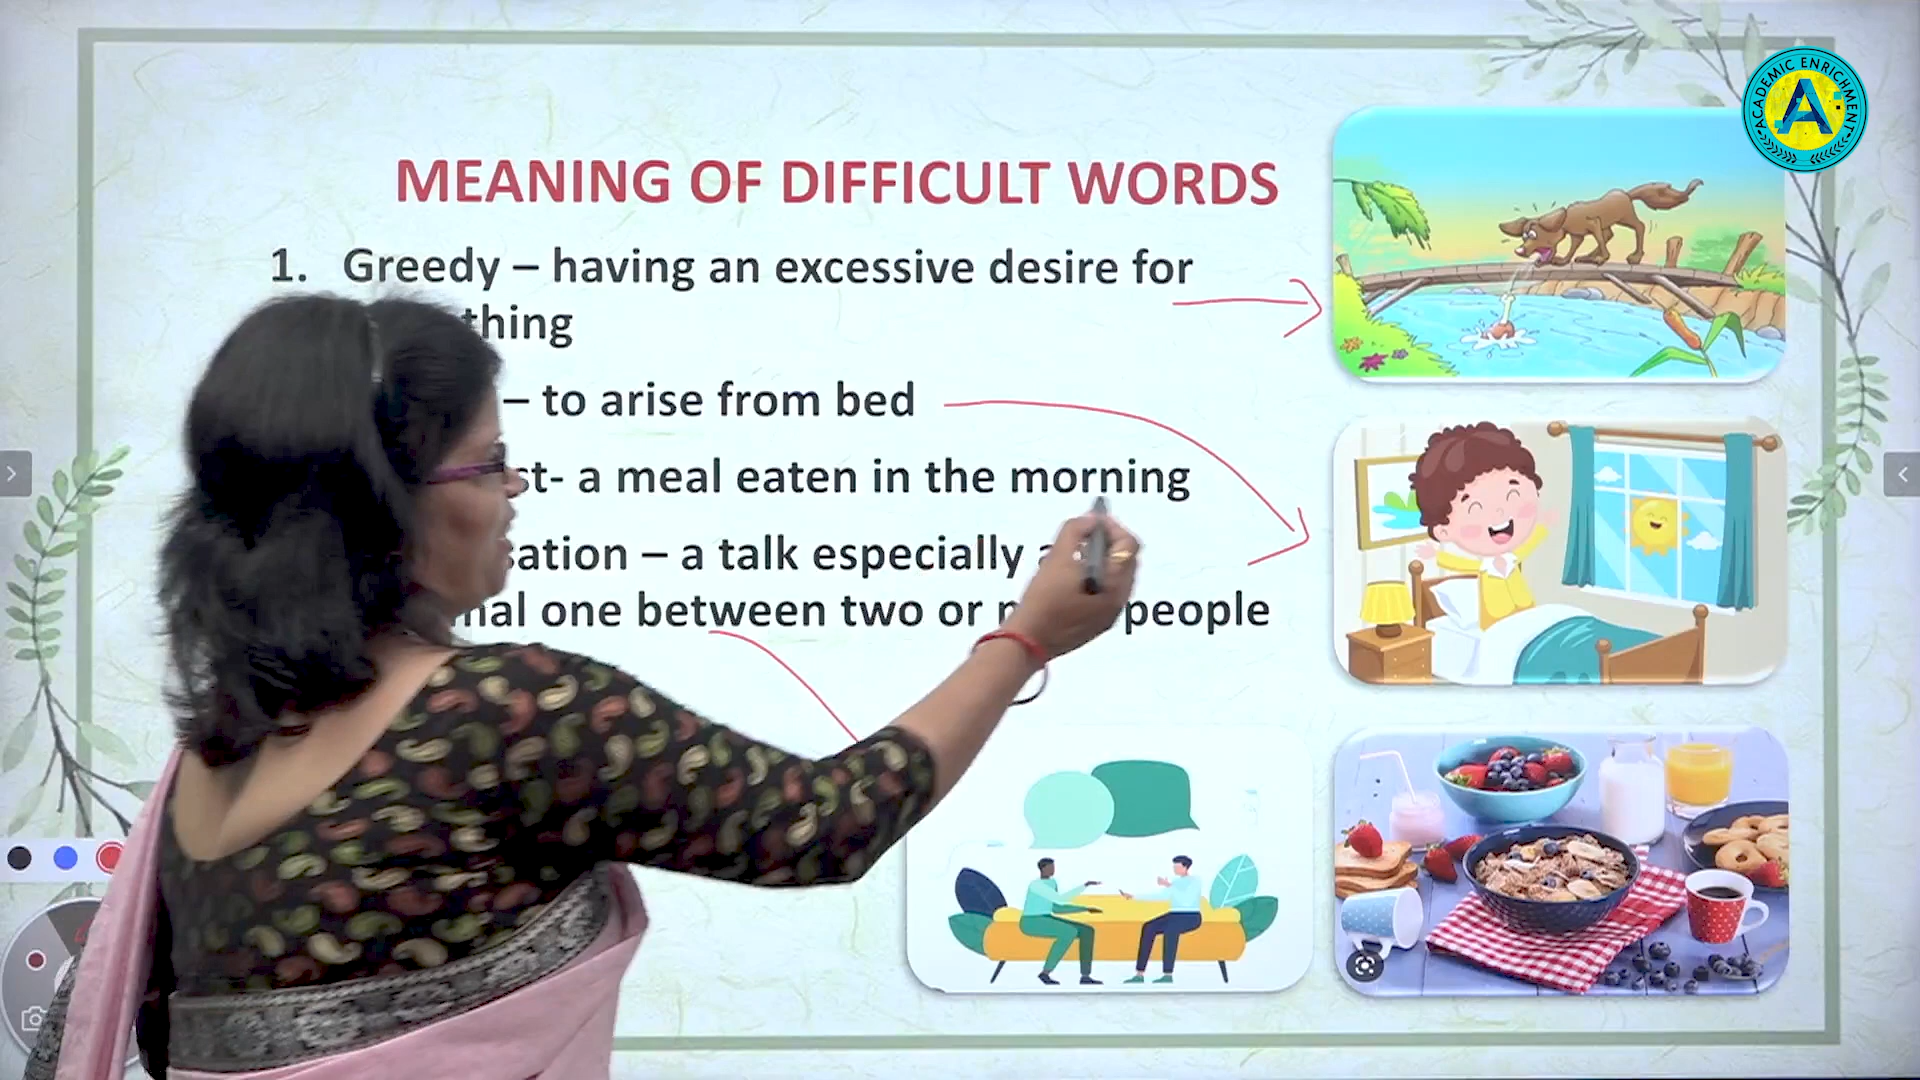 ACADEMIC ENRICHMENT
A
MEANING OF DIFFICULT WORDS
1. Greedy – having an excessive desire for
thing
– to arise from bed
st- a meal eaten in the morning
sation – a talk especially a
mal one between two or people